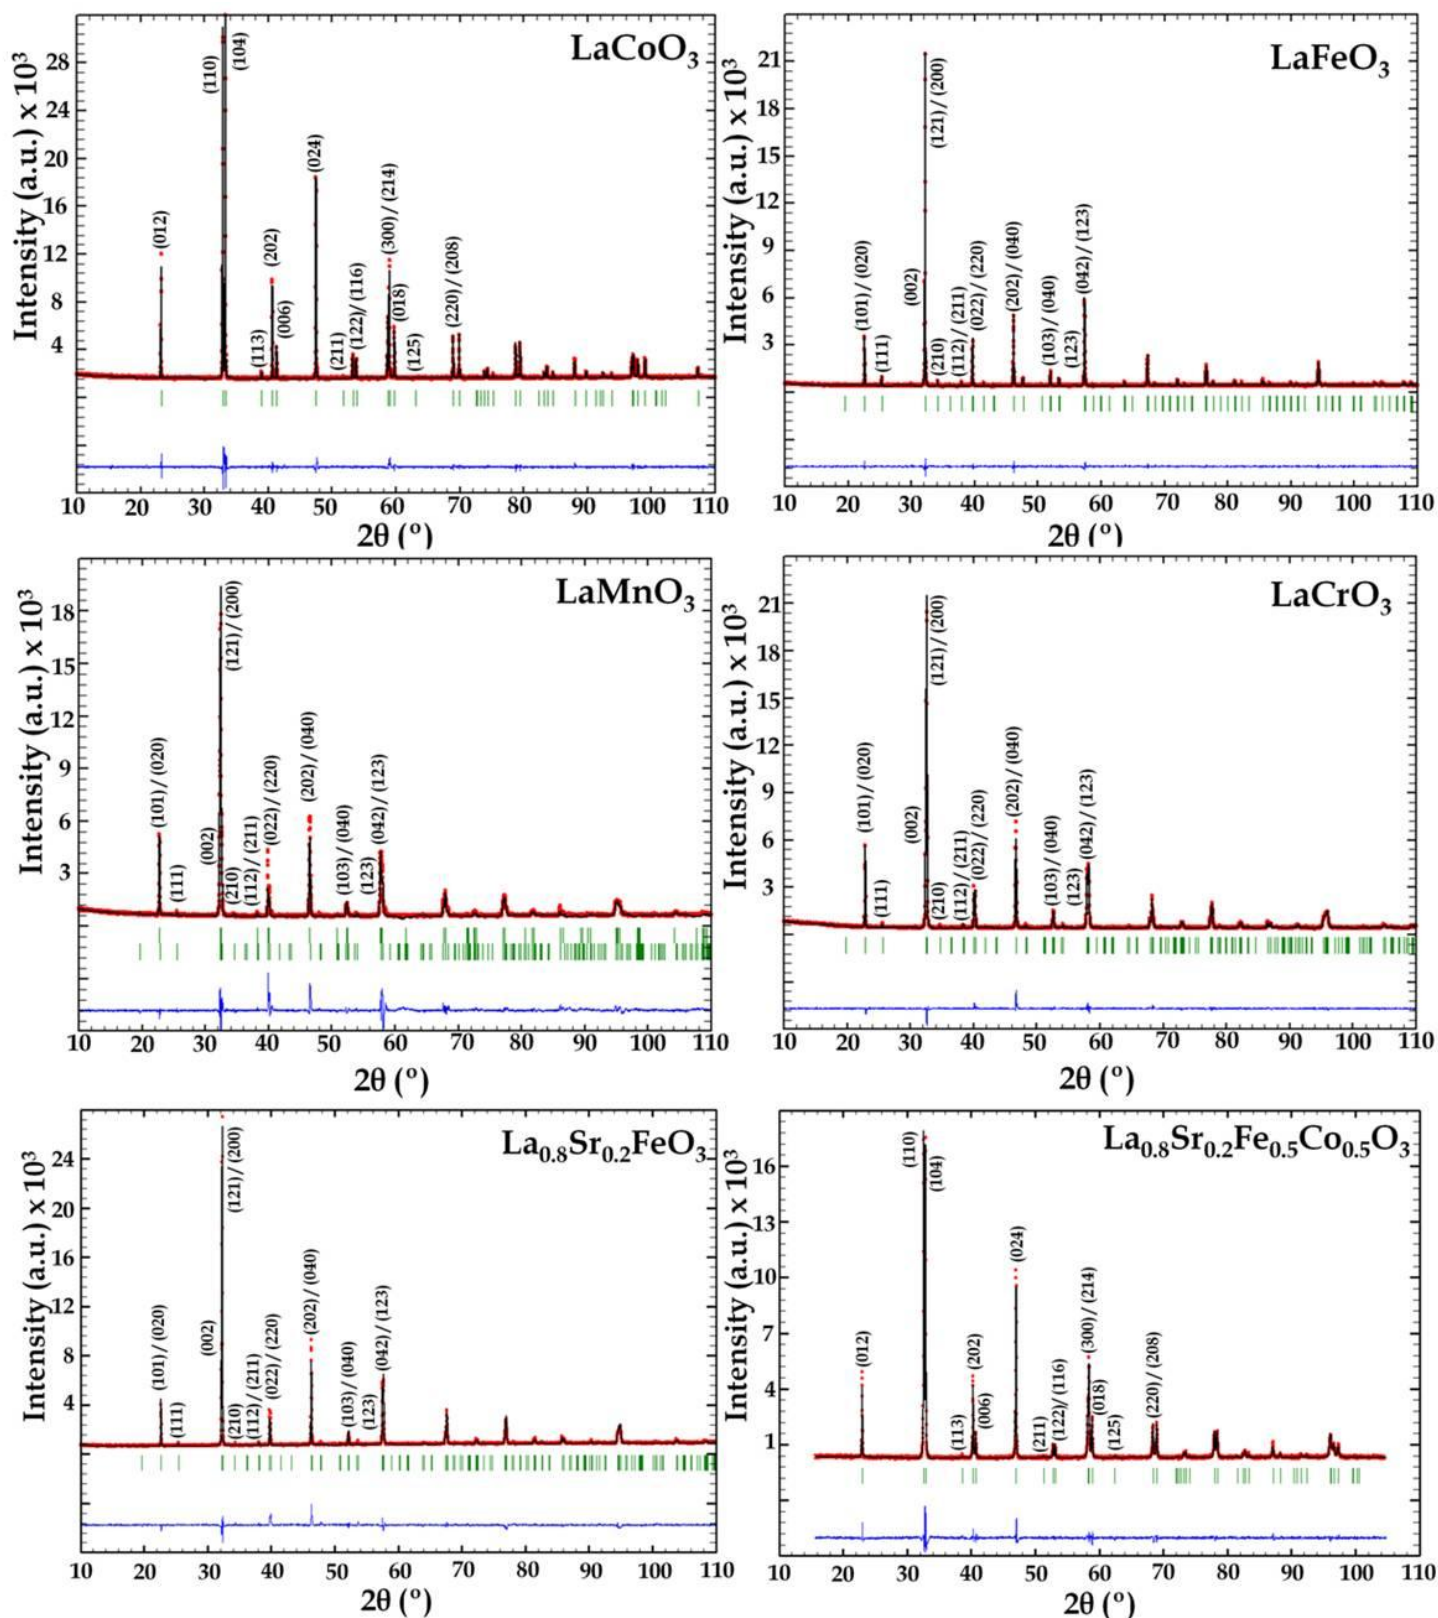 LaCoO3
Intensity (a.u.) x 10³
28
24
20
16
12
8
4
(012)
(110)
(104)
(113)
(202)
(006)
(024)
(211)
(122)/ (116)
(300) / (214)
(018)
(125)
(220) / (208)
10 20 30 40 50 60 70 80 90 100 110
2θ (º)
LaFeO3
Intensity (a.u.) x 10³
21
18
15
12
9
6
3
(101) / (020)
(111)
(002)
(121) / (200)
(210)
(112) / (211)
(022) / (220)
(202) / (040)
(103) / (040)
(123)
(042) / (123)
10 20 30 40 50 60 70 80 90 100 110
2θ (º)
LaMnO3
Intensity (a.u.) x 10³
18
15
12
9
6
3
(101) / (020)
(111)
(002)
(121) / (200)
(210)
(112) / (211)
(022) / (220)
(202) / (040)
(103) / (040)
(123)
(042) / (123)
10 20 30 40 50 60 70 80 90 100 110
2θ (º)
LaCrO3
Intensity (a.u.) x 10³
21
18
15
12
9
6
3
(101) / (020)
(111)
(002)
(121) / (200)
(210)
(112) / (211)
(022) / (220)
(202) / (040)
(103) / (040)
(123)
(042) / (123)
10 20 30 40 50 60 70 80 90 100 110
2θ (º)
La0.8Sr0.2FeO3
Intensity (a.u.) x 10³
24
20
16
12
8
4
(101) / (020)
(111)
(002)
(121) / (200)
(210)
(112) / (211)
(022) / (220)
(202) / (040)
(103) / (040)
(123)
(042) / (123)
10 20 30 40 50 60 70 80 90 100 110
2θ (º)
La0.8Sr0.2Fe0.5Co0.5O3
Intensity (a.u.) x 10³
16
13
10
7
4
1
(012)
(110)
(104)
(113)
(202)
(006)
(024)
(211)
(122)/ (116)
(300) / (214)
(018)
(125)
(220) / (208)
10 20 30 40 50 60 70 80 90 100 110
2θ (º)